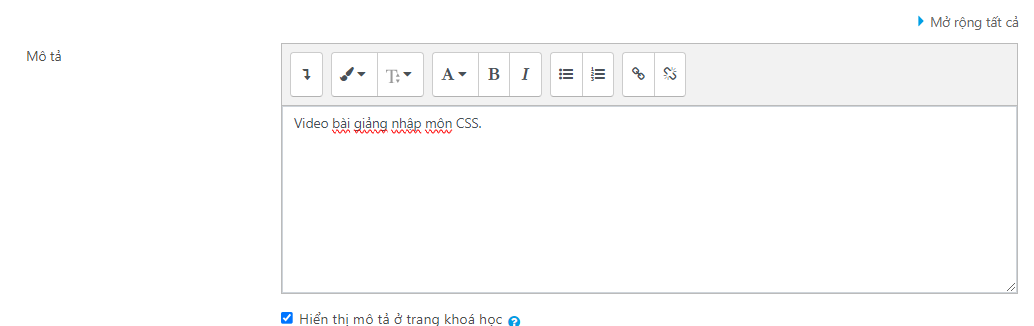 Mở rộng tất cả
Mô tả
A B I
Video bài giảng nhập môn CSS.
Hiển thị mô tả ở trang khoá học